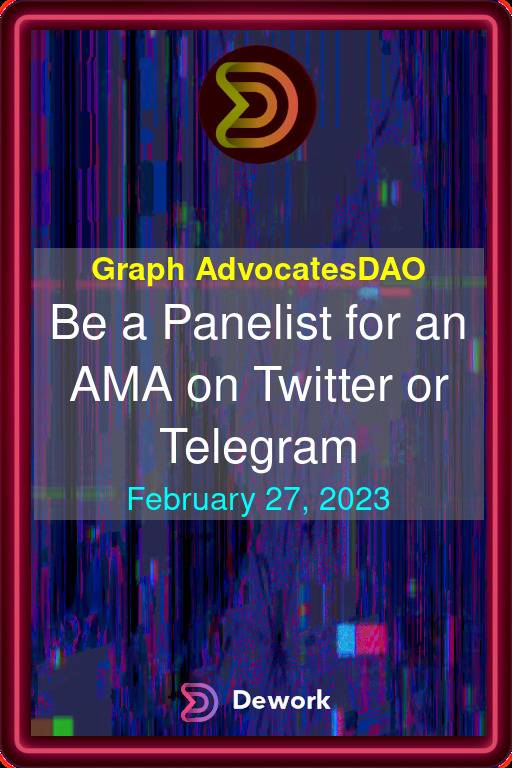 Graph AdvocatesDAO
Be a Panelist for an
AMA on Twitter or
Telegram
February 27, 2023
Dework